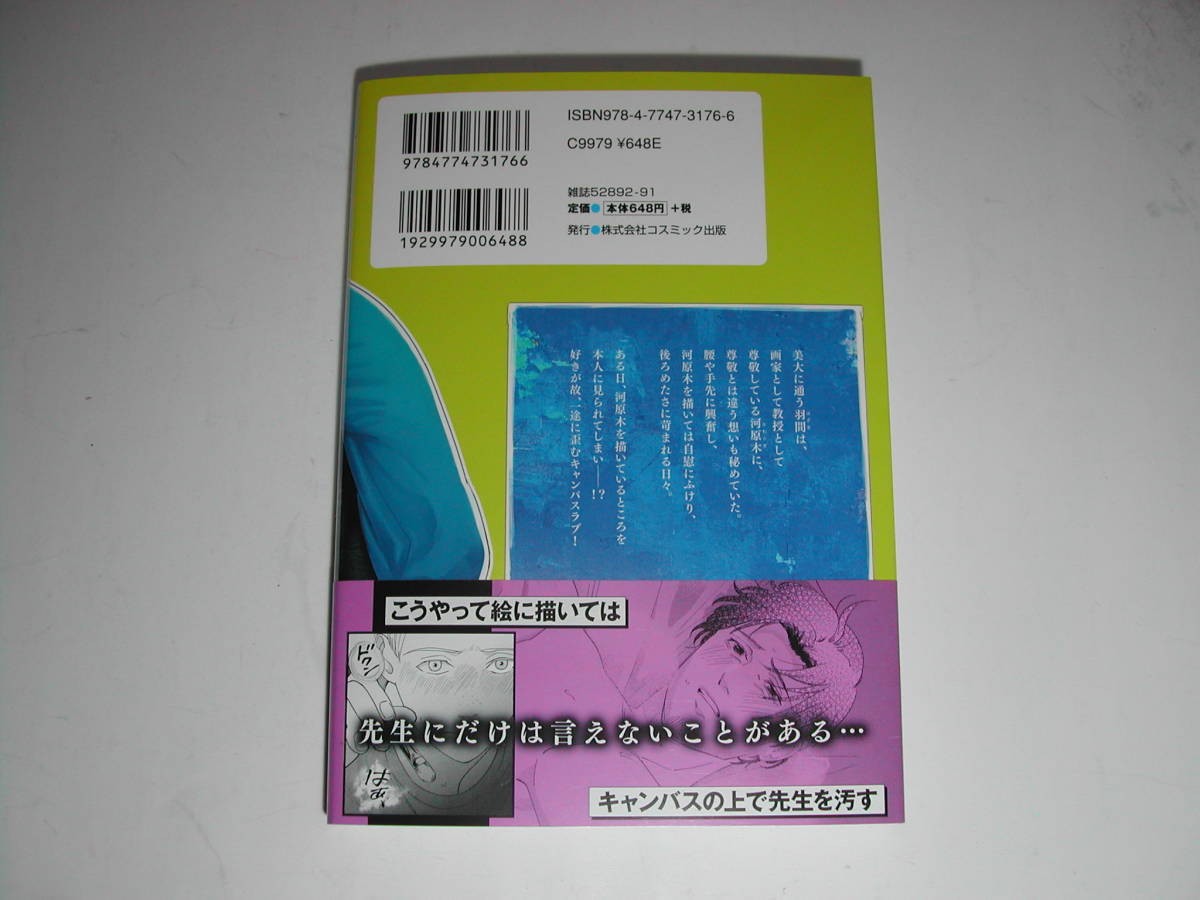 ISBN978-4-7747-3176-6
C9979 ¥648E
9784774731766
雑誌52892-91
定価●本体648円+税
発行●株式会社コスミック出版
1929979006488
美大に通う羽間は、
画家として教授として
尊敬している河原木に、
尊敬とは違う想いも秘めていた。
腰や手先に興奮し、
河原木を描いては自慰にふけり、
後ろめたさに苛まれる日々。
ある日、河原木を描いているところを
本人に見られてしまい――!?
好きが故、一途に歪むキャンバスラブ!
こうやって絵に描いては
ドクン
先生にだけは言えないことがある…
キャンバスの上で先生を汚す